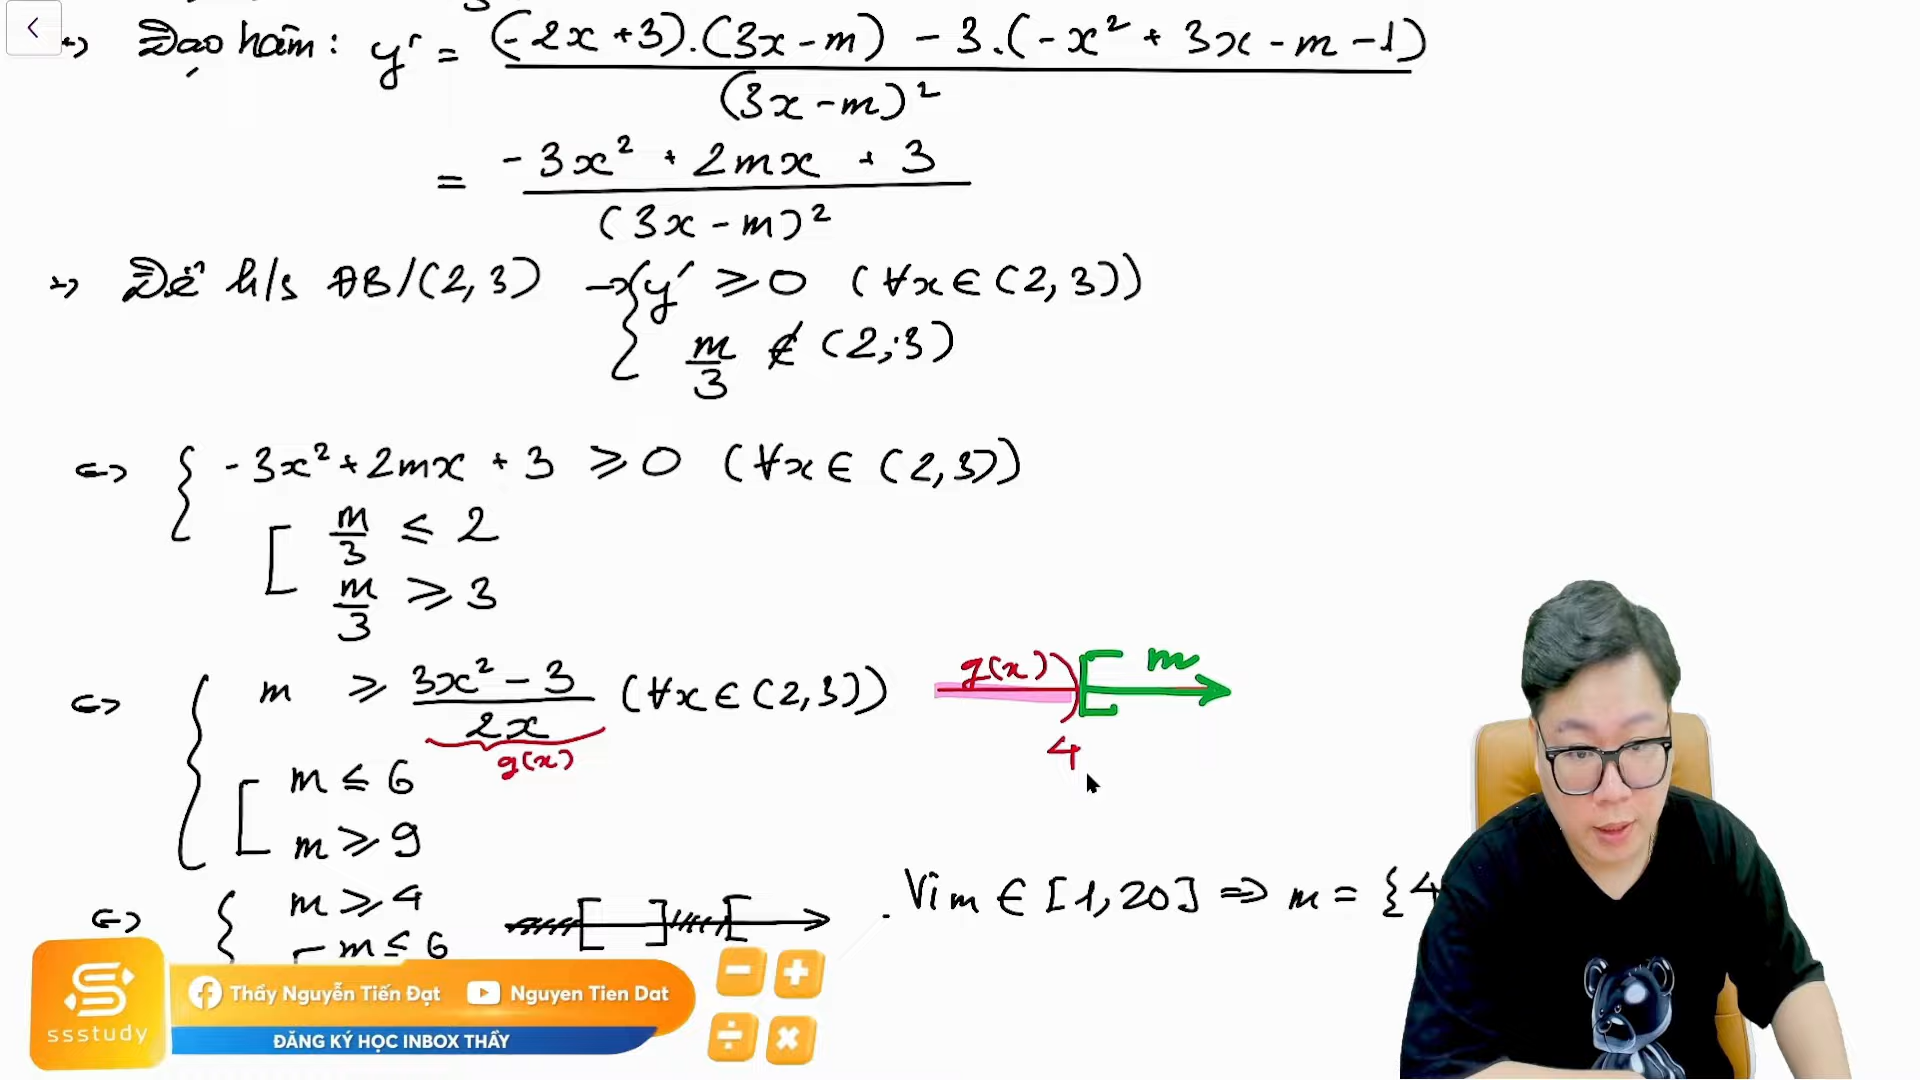 ↪ Đạo hàm: y' = (-2x+3).(3x-m) - 3.(-x² + 3x - m - 1)
(3x-m)²
= -3x² + 2mx + 3
(3x-m)²
↪ Để h/s ĐB/(2,3) → { y' ≥ 0 (∀x ∈ (2,3))
m/3 ∉ (2;3)
⇔ { -3x² + 2mx + 3 ≥ 0 (∀x ∈ (2,3))
[ m/3 ≤ 2
m/3 ≥ 3
⇔ { m ≥ (3x² - 3)/(2x) (∀x ∈ (2,3))
g(x)
g(x)
m
4
[ m ≤ 6
m ≥ 9
⇔ { m ≥ 4
[ m ≤ 6
. Vì m ∈ [1,20] ⇒ m = {4
ssstudy
Thầy Nguyễn Tiến Đạt
Nguyen Tien Dat
ĐĂNG KÝ HỌC INBOX THẦY